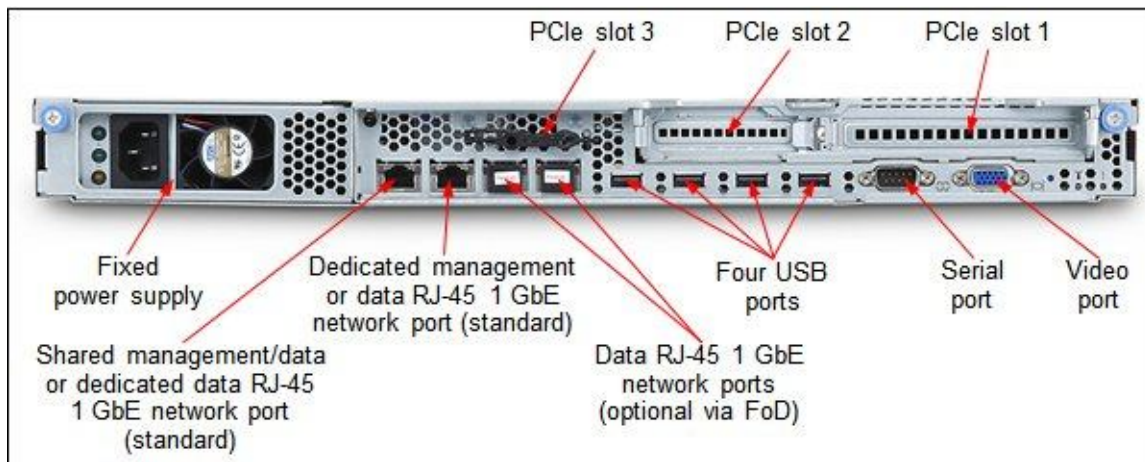 PCIe slot 3
PCIe slot 2
PCIe slot 1
Fixed
power supply
Dedicated management
or data RJ-45 1 GbE
network port (standard)
Four USB
ports
Serial
port
Video
port
Shared management/data
or dedicated data RJ-45
1 GbE network port
(standard)
Data RJ-45 1 GbE
network ports
(optional via FoD)